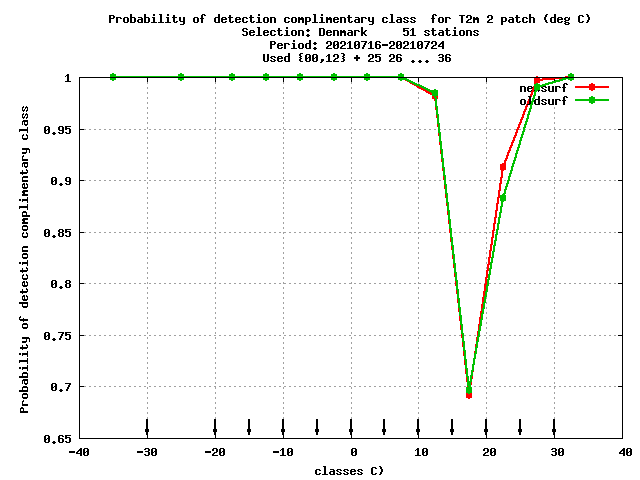 Probability of detection complimentary class  for T2m 2 patch (deg C)
Selection: Denmark     51 stations
Period: 20210716-20210724
Used {00,12} + 25 26 ... 36
Probability of detection complimentary class
1
0.95
0.9
0.85
0.8
0.75
0.7
0.65
newsurf
oldsurf
-40 -30 -20 -10 0 10 20 30 40
classes C)